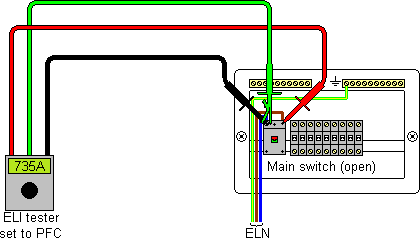 735A
Main switch (open)
ELI tester
set to PFC
ELN